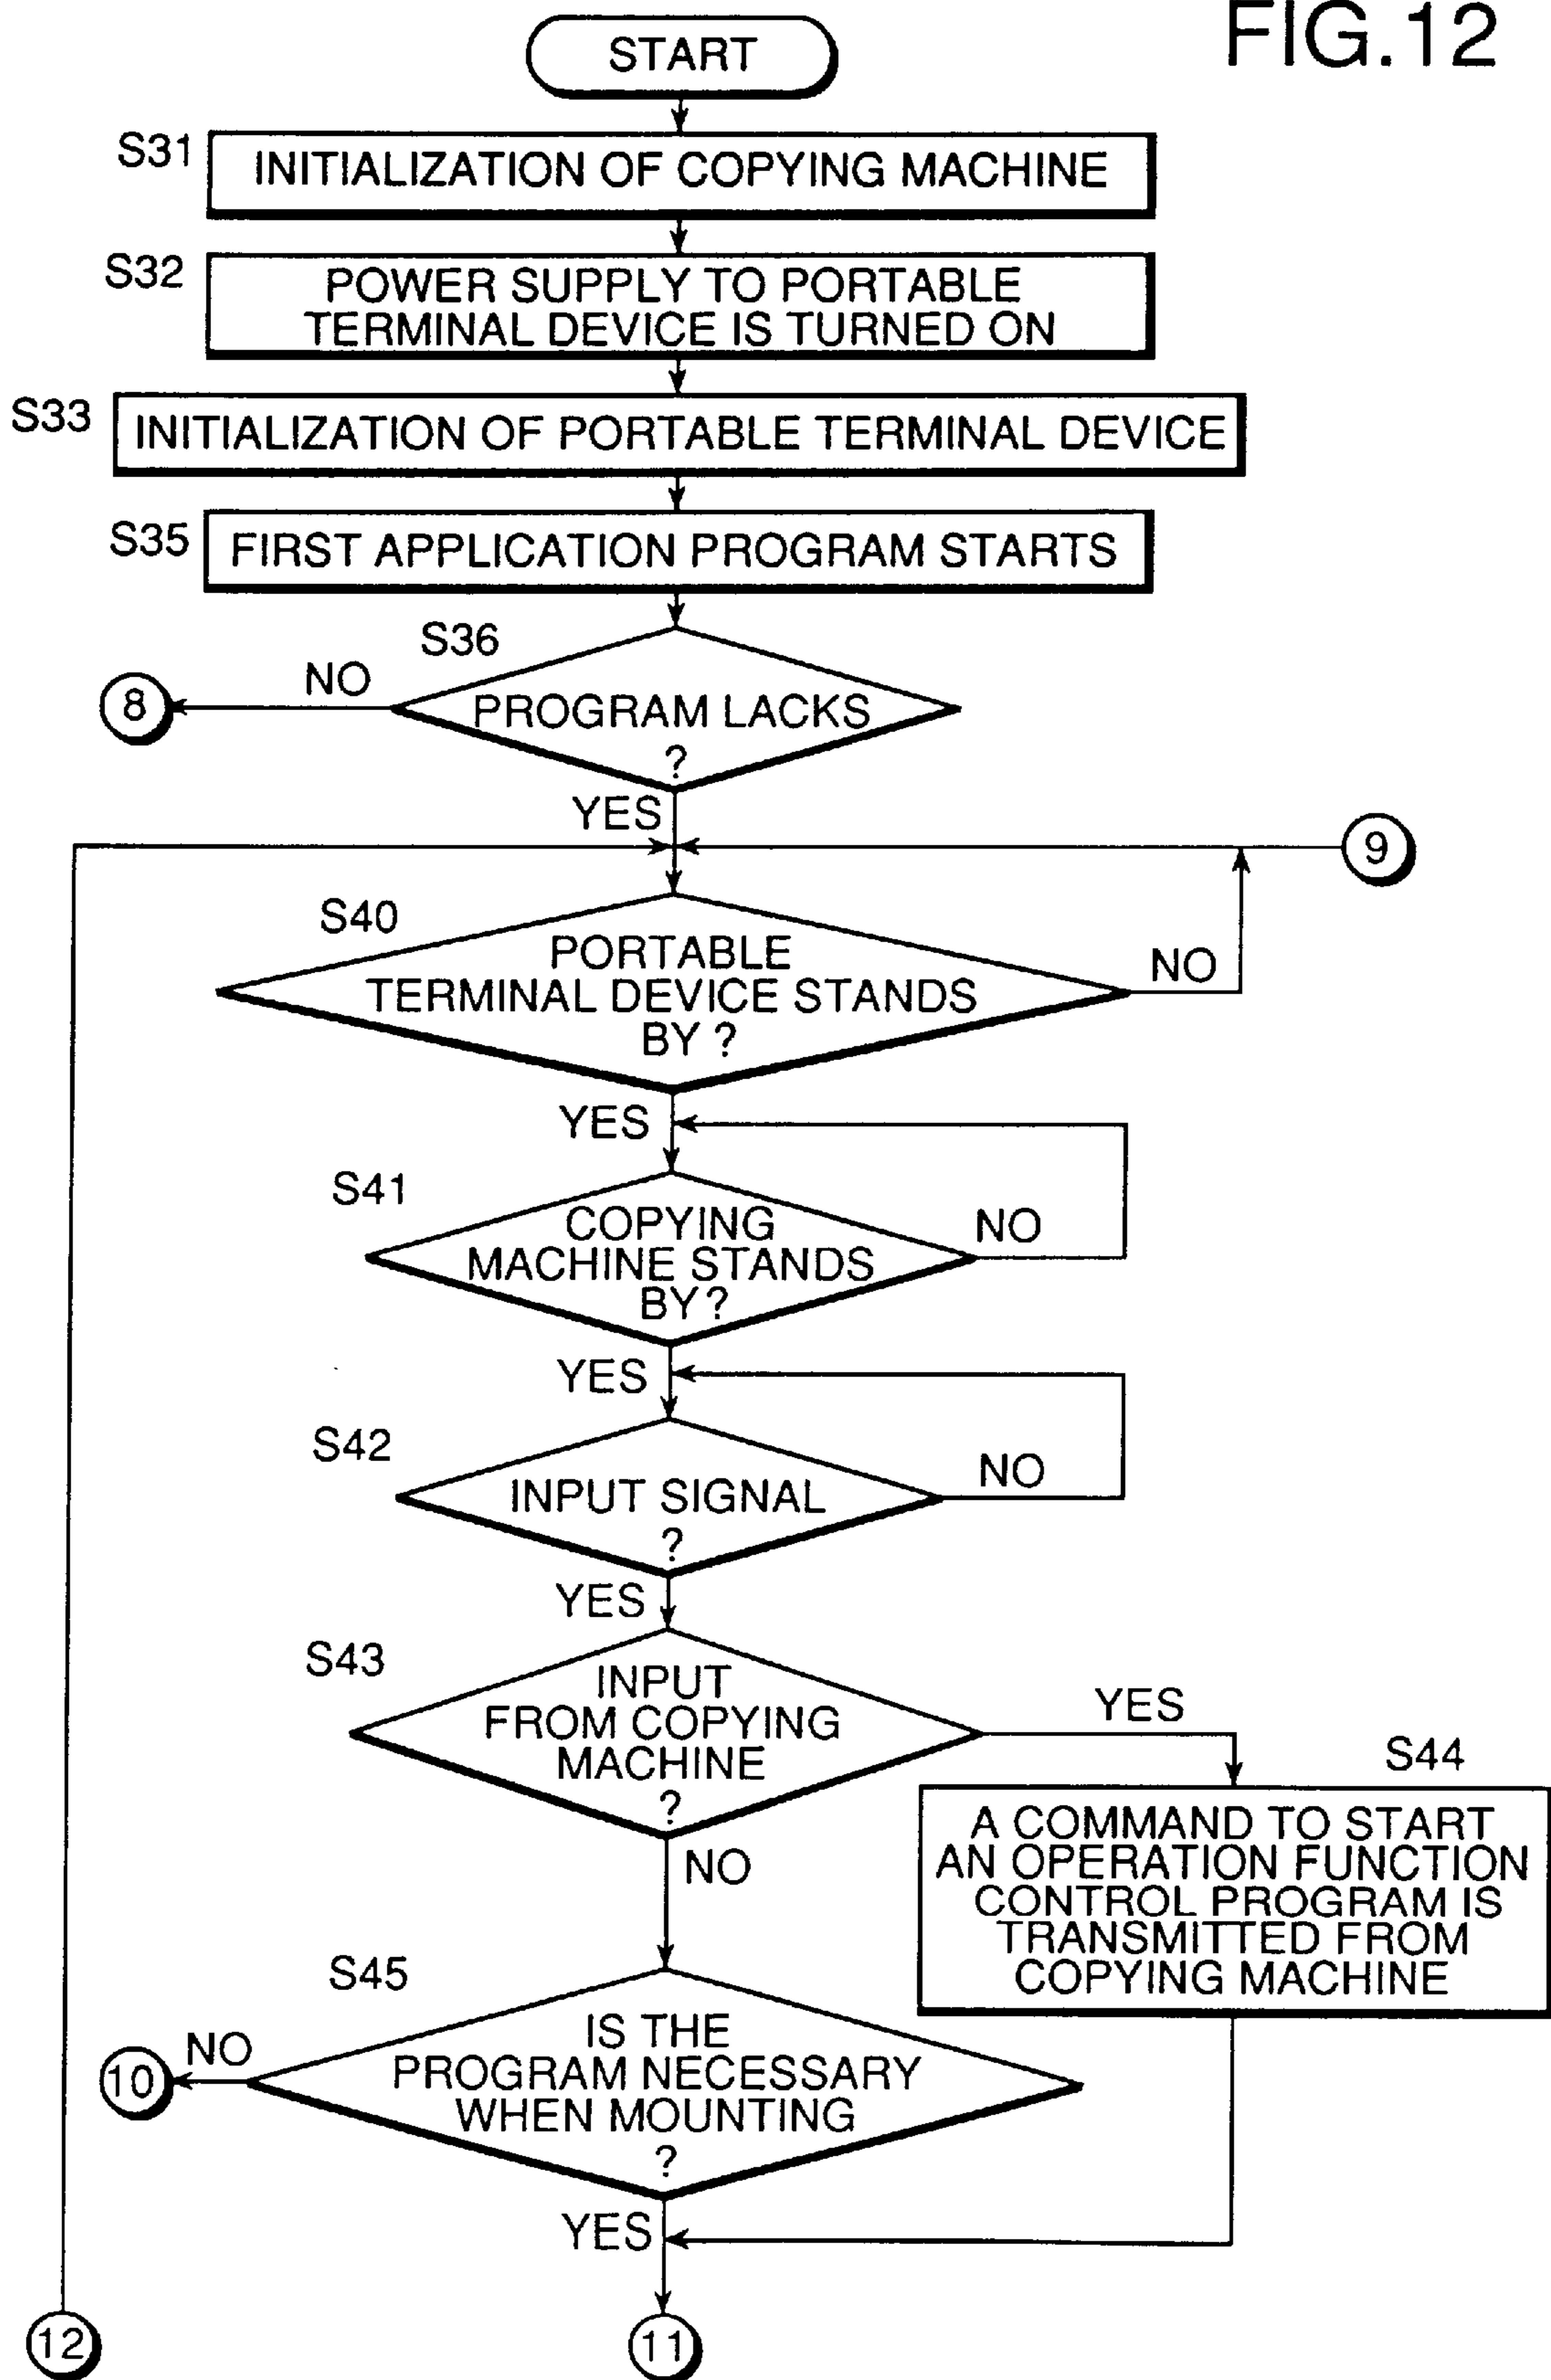 FIG.12
START
S31
INITIALIZATION OF COPYING MACHINE
S32
POWER SUPPLY TO PORTABLE
TERMINAL DEVICE IS TURNED ON
S33
INITIALIZATION OF PORTABLE TERMINAL DEVICE
S35
FIRST APPLICATION PROGRAM STARTS
S36
NO
8
PROGRAM LACKS
?
YES
9
S40
PORTABLE
TERMINAL DEVICE STANDS
BY ?
NO
YES
S41
COPYING
MACHINE STANDS
BY ?
NO
YES
S42
INPUT SIGNAL
?
NO
YES
S43
INPUT
FROM COPYING
MACHINE
?
YES
S44
A COMMAND TO START
AN OPERATION FUNCTION
CONTROL PROGRAM IS
TRANSMITTED FROM
COPYING MACHINE
NO
S45
IS THE
PROGRAM NECESSARY
WHEN MOUNTING
?
NO
10
YES
12
11